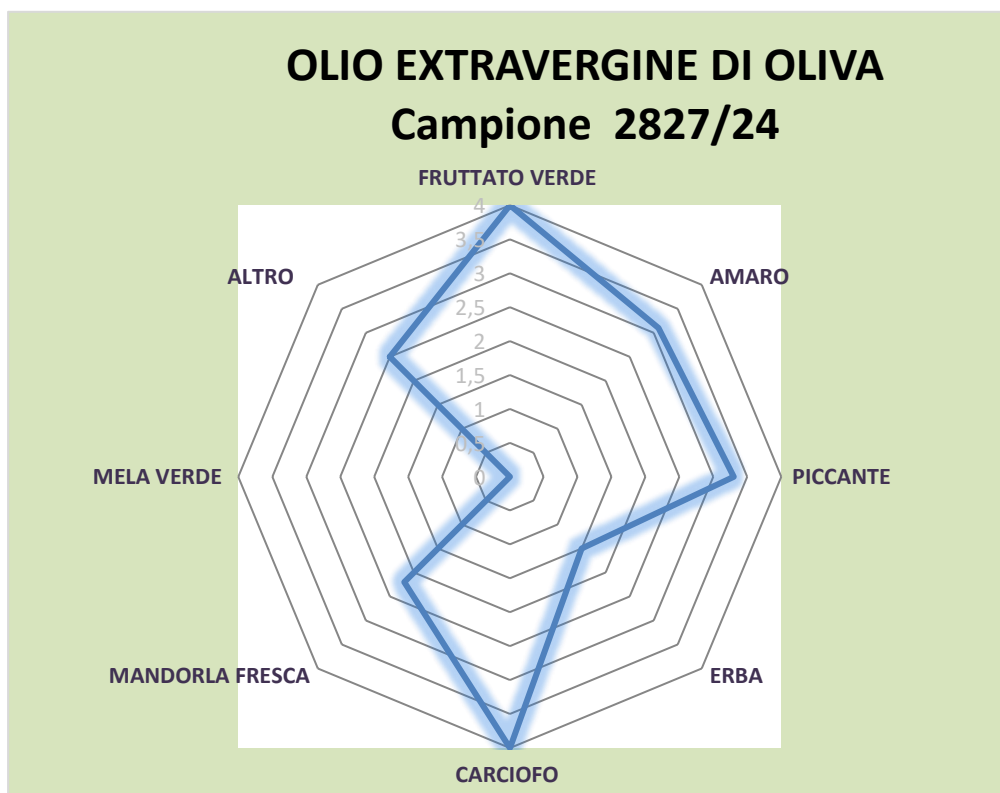 OLIO EXTRAVERGINE DI OLIVA
Campione 2827/24
FRUTTATO VERDE
4
3,5
3
2,5
2
1,5
1
0,5
0
ALTRO
AMARO
MELA VERDE
PICCANTE
MANDORLA FRESCA
ERBA
CARCIOFO